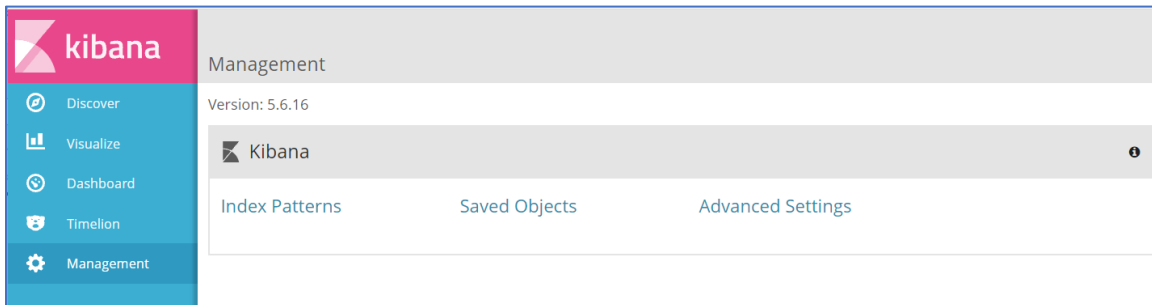 kibana
Discover
Visualize
Dashboard
Timelion
Management
Management
Version: 5.6.16
Kibana
Index Patterns Saved Objects Advanced Settings